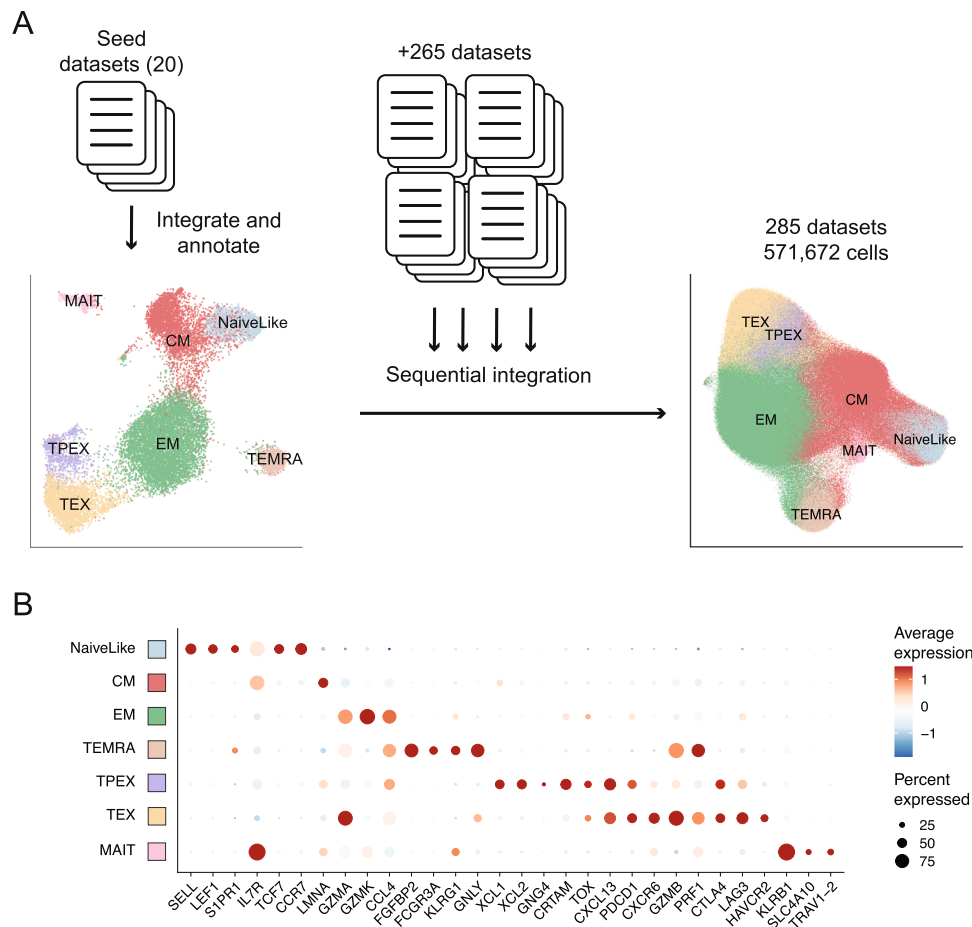 A
Seed
datasets (20)
+265 datasets
Integrate and
annotate
285 datasets
571,672 cells
Sequential integration
MAIT
CM
NaiveLike
EM
TPEX
TEMRA
TEX
TEX
TPEX
CM
EM
NaiveLike
MAIT
TEMRA
B
NaiveLike
CM
EM
TEMRA
TPEX
TEX
MAIT
SELL
LEF1
S1PR1
IL7R
TCF7
CCR7
LMNA
GZMA
GZMK
CCL4
FGFBP2
FCGR3A
KLRG1
GNLY
XCL1
XCL2
GNG4
CRTAM
TOX
CXCL13
PDCD1
CXCR6
GZMB
PRF1
CTLA4
LAG3
HAVCR2
KLRB1
SLC4A10
TRAV1-2
Average
expression
1
0
−1
Percent
expressed
25
50
75